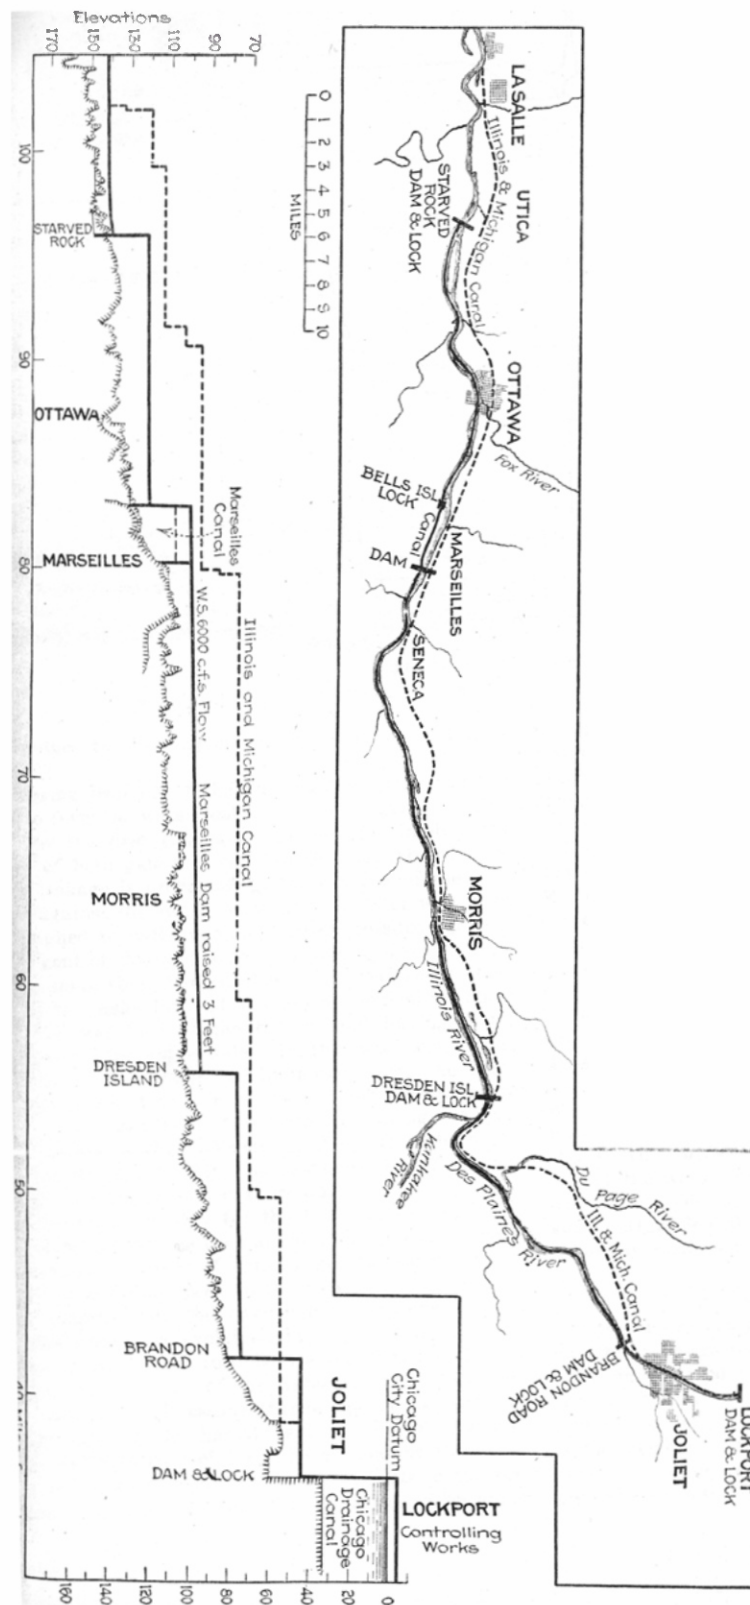 Elevations
170
150
130
110
90
70
100
90
80
70
60
50
STARVED
ROCK
OTTAWA
MARSEILLES
MORRIS
DRESDEN
ISLAND
BRANDON
ROAD
DAM & LOCK
Marseilles
Canal
W.S. 6000 c.f.s. Flow
Marseilles Dam raised 3 Feet
Illinois and Michigan Canal
JOLIET
Chicago
City Datum
Chicago
Drainage
Canal
LOCKPORT
Controlling
Works
160
140
120
100
80
60
40
20
0
0
1
2
3
4
5
6
7
8
9
10
MILES
LASALLE
UTICA
Illinois & Michigan Canal
STARVED
ROCK
DAM & LOCK
OTTAWA
Fox River
BELLS ISL.
LOCK
Canal
DAM
MARSEILLES
SENECA
MORRIS
Illinois River
DRESDEN ISL.
DAM & LOCK
Kankakee
River
Des Plaines River
Du Page River
Ill. & Mich. Canal
BRANDON ROAD
DAM & LOCK
JOLIET
LOCKPORT
DAM & LOCK